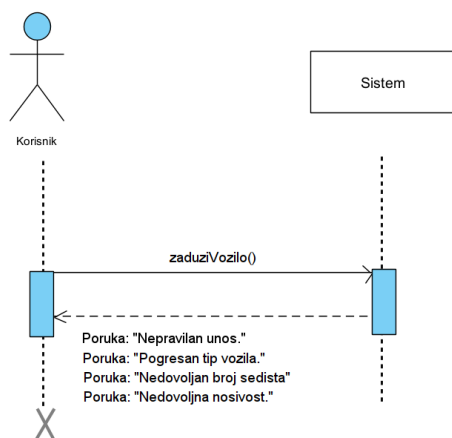 Sistem
Korisnik
zaduziVozilo()
Poruka: "Nepravilan unos."
Poruka: "Pogresan tip vozila."
Poruka: "Nedovoljan broj sedista"
Poruka: "Nedovoljna nosivost."